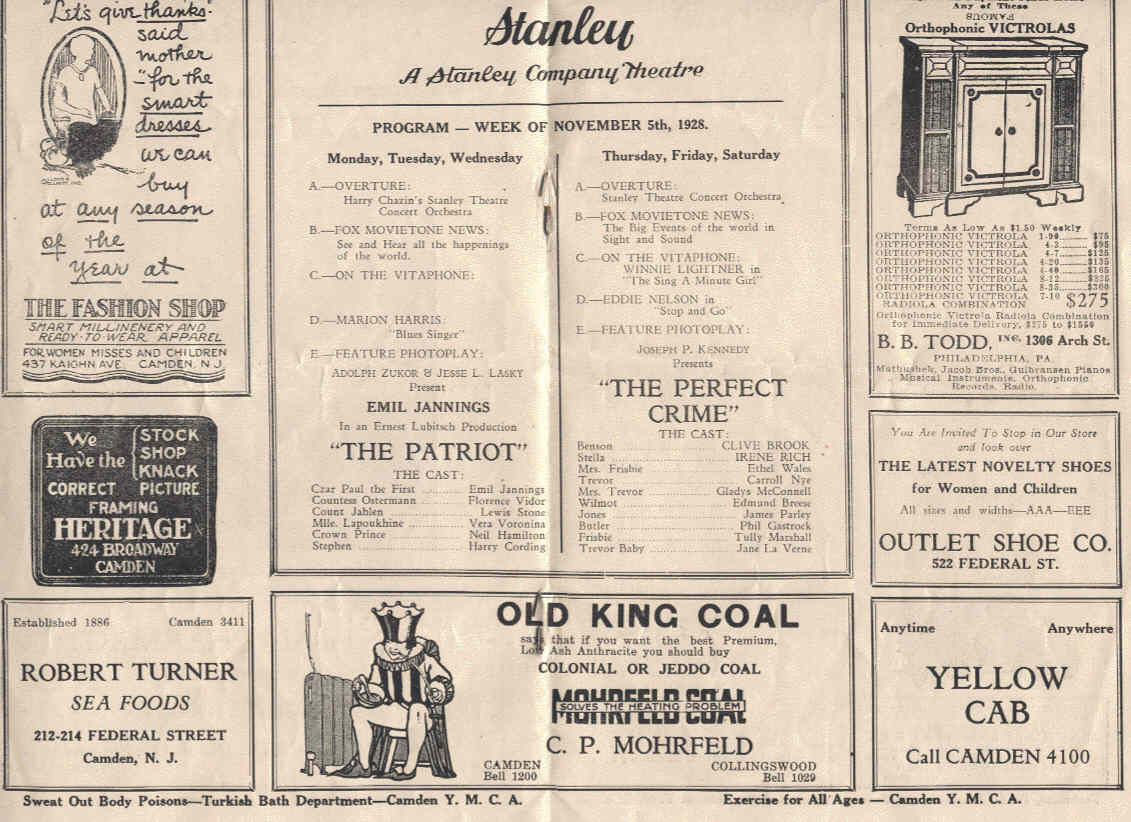 "Let's give thanks"
said
mother
"for the
smart
dresses
we can
buy
at any season
of the
year at
THE FASHION SHOP
SMART MILLINENERY AND
READY-TO-WEAR APPAREL
FOR WOMEN MISSES AND CHILDREN
437 KAIGHN AVE. CAMDEN, N.J.
We
Have the
STOCK
SHOP
KNACK
CORRECT PICTURE
FRAMING
HERITAGE
424 BROADWAY
CAMDEN
Established 1886 Camden 3411
ROBERT TURNER
SEA FOODS
212-214 FEDERAL STREET
Camden, N. J.
Stanley
A Stanley Company Theatre
PROGRAM — WEEK OF NOVEMBER 5th, 1928.
Monday, Tuesday, Wednesday
A.—OVERTURE:
Harry Chazin's Stanley Theatre
Concert Orchestra
B.—FOX MOVIETONE NEWS:
See and Hear all the happenings
of the world.
C.—ON THE VITAPHONE:
D.—MARION HARRIS:
"Blues Singer"
E.—FEATURE PHOTOPLAY:
ADOLPH ZUKOR & JESSE L. LASKY
Present
EMIL JANNINGS
In an Ernest Lubitsch Production
"THE PATRIOT"
THE CAST:
Czar Paul the First .......... Emil Jannings
Countess Ostermann .......... Florence Vidor
Count Jahlen .......... Lewis Stone
Mlle. Lapoukhine .......... Vera Voronina
Crown Prince .......... Neil Hamilton
Stephen .......... Harry Cording
Thursday, Friday, Saturday
A.—OVERTURE:
Stanley Theatre Concert Orchestra
B.—FOX MOVIETONE NEWS:
The Big Events of the world in
Sight and Sound
C.—ON THE VITAPHONE:
WINNIE LIGHTNER in
"The Sing A Minute Girl"
D.—EDDIE NELSON in
"Stop and Go"
E.—FEATURE PHOTOPLAY:
JOSEPH P. KENNEDY
Presents
"THE PERFECT
CRIME"
THE CAST:
Benson .......... CLIVE BROOK
Stella .......... IRENE RICH
Mrs. Frisbie .......... Ethel Wales
Trevor .......... Carroll Nye
Mrs. Trevor .......... Gladys McConnell
Wilmot .......... Edmund Breese
Jones .......... James Farley
Butler .......... Phil Gastrock
Frisbie .......... Tully Marshall
Trevor Baby .......... Jane La Verne
OLD KING COAL
says that if you want the best Premium,
Low Ash Anthracite you should buy
COLONIAL OR JEDDO COAL
MOHRFELD COAL
SOLVES THE HEATING PROBLEM
C. P. MOHRFELD
CAMDEN COLLINGSWOOD
Bell 1200 Bell 1029
Any of These
FAMOUS
Orthophonic VICTROLAS
Terms As Low As $1.50 Weekly
ORTHOPHONIC VICTROLA 1-90 .......... $75
ORTHOPHONIC VICTROLA 4-3 .......... $95
ORTHOPHONIC VICTROLA 4-7 .......... $125
ORTHOPHONIC VICTROLA 4-20 .......... $135
ORTHOPHONIC VICTROLA 4-40 .......... $165
ORTHOPHONIC VICTROLA 8-12 .......... $225
ORTHOPHONIC VICTROLA 8-35 .......... $300
ORTHOPHONIC VICTROLA 7-10 $275
RADIOLA COMBINATION
Orthophonic Victrola Radiola Combination
for Immediate Delivery, $275 to $1550
B. B. TODD, INC. 1306 Arch St.
PHILADELPHIA, PA.
Mathushek, Jacob Bros., Gulbransen Pianos
Musical Instruments, Orthophonic
Records, Radio.
You Are Invited To Stop in Our Store
and look over
THE LATEST NOVELTY SHOES
for Women and Children
All sizes and widths—AAA—EEE
OUTLET SHOE CO.
522 FEDERAL ST.
Anytime Anywhere
YELLOW
CAB
Call CAMDEN 4100
Sweat Out Body Poisons—Turkish Bath Department—Camden Y. M. C. A.
Exercise for All Ages — Camden Y. M. C. A.